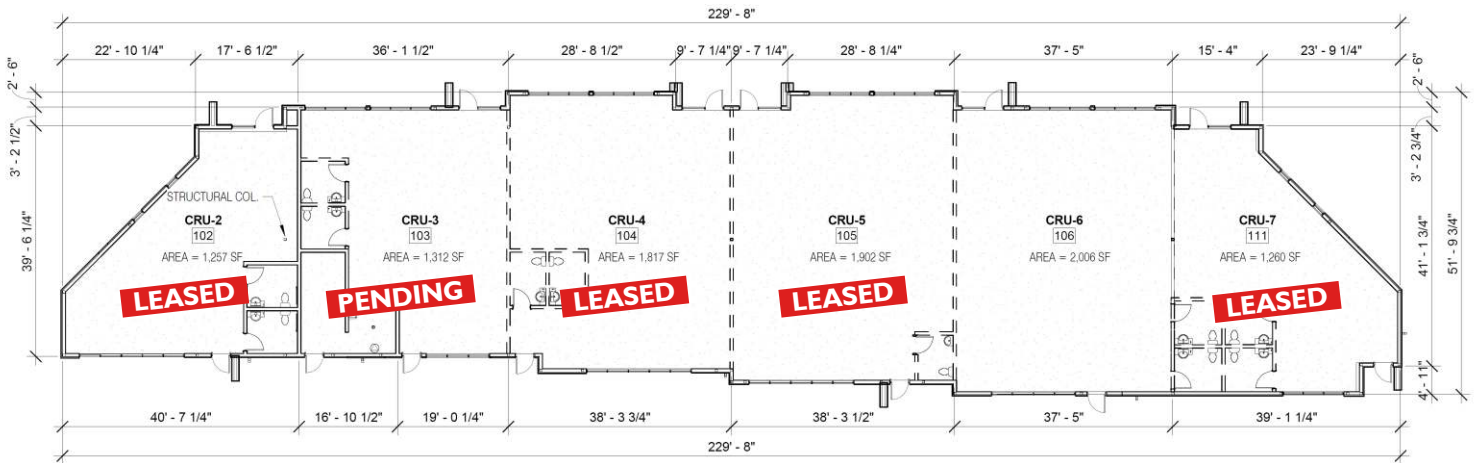 229' - 8"
22' - 10 1/4"
17' - 6 1/2"
36' - 1 1/2"
28' - 8 1/2"
9' - 7 1/4"
9' - 7 1/4"
28' - 8 1/4"
37' - 5"
15' - 4"
23' - 9 1/4"
2' - 6"
3' - 2 1/2"
39' - 6 1/4"
2' - 6"
3' - 2 3/4"
41' - 1 3/4"
51' - 9 3/4"
4' - 11"
STRUCTURAL COL.
CRU-2
102
AREA = 1,257 SF
LEASED
CRU-3
103
AREA = 1,312 SF
PENDING
CRU-4
104
AREA = 1,817 SF
LEASED
CRU-5
105
AREA = 1,902 SF
LEASED
CRU-6
106
AREA = 2,006 SF
CRU-7
111
AREA = 1,260 SF
LEASED
40' - 7 1/4"
16' - 10 1/2"
19' - 0 1/4"
38' - 3 3/4"
38' - 3 1/2"
37' - 5"
39' - 1 1/4"
229' - 8"